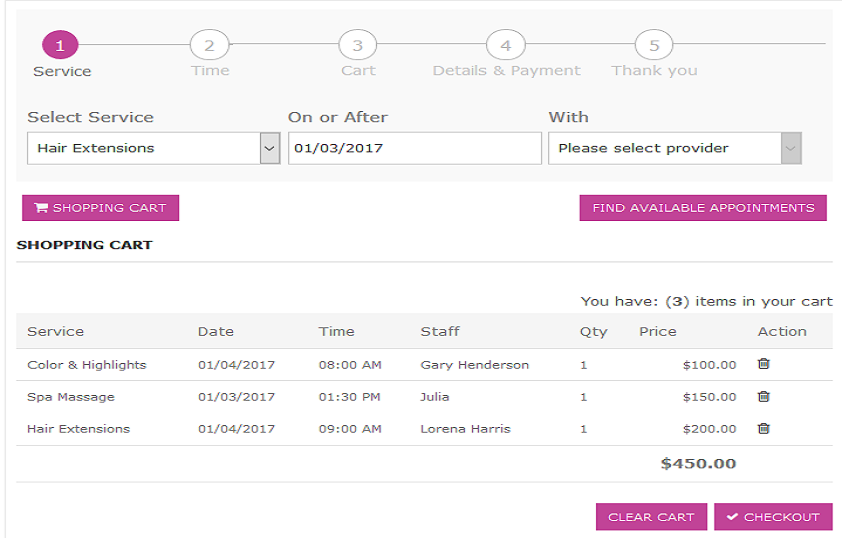 1 2 3 4 5
Service Time Cart Details & Payment Thank you
Select Service On or After With
Hair Extensions 01/03/2017 Please select provider
SHOPPING CART FIND AVAILABLE APPOINTMENTS
SHOPPING CART
You have: (3) items in your cart
Service Date Time Staff Qty Price Action
Color & Highlights 01/04/2017 08:00 AM Gary Henderson 1 $100.00
Spa Massage 01/03/2017 01:30 PM Julia 1 $150.00
Hair Extensions 01/04/2017 09:00 AM Lorena Harris 1 $200.00
$450.00
CLEAR CART CHECKOUT